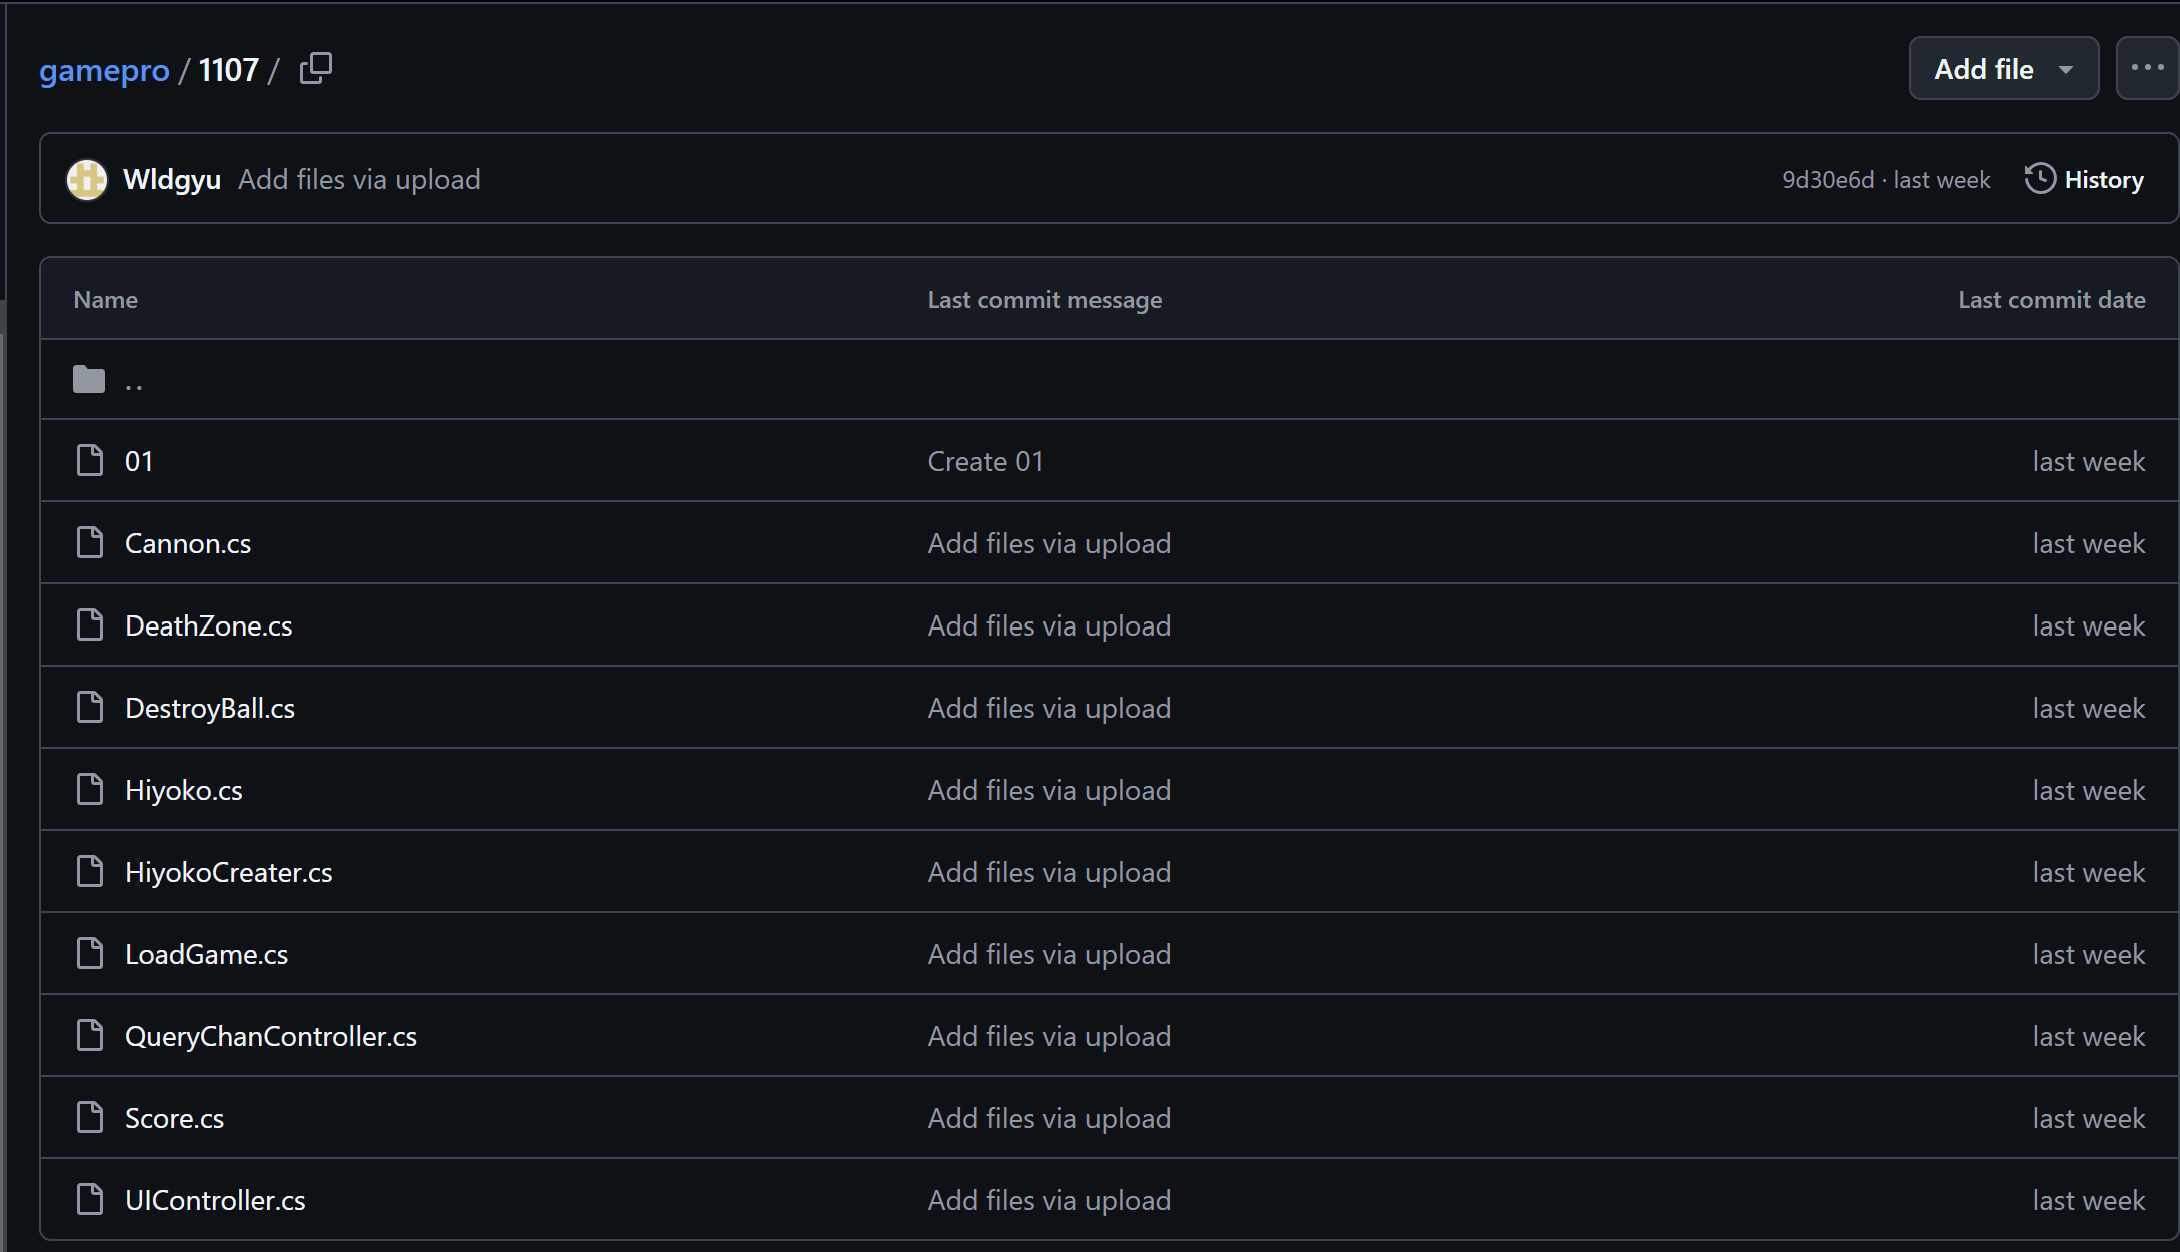 gamepro / 1107 /
Add file
Wldgyu Add files via upload
9d30e6d · last week
History
Name Last commit message Last commit date
..
01 Create 01 last week
Cannon.cs Add files via upload last week
DeathZone.cs Add files via upload last week
DestroyBall.cs Add files via upload last week
Hiyoko.cs Add files via upload last week
HiyokoCreater.cs Add files via upload last week
LoadGame.cs Add files via upload last week
QueryChanController.cs Add files via upload last week
Score.cs Add files via upload last week
UIController.cs Add files via upload last week